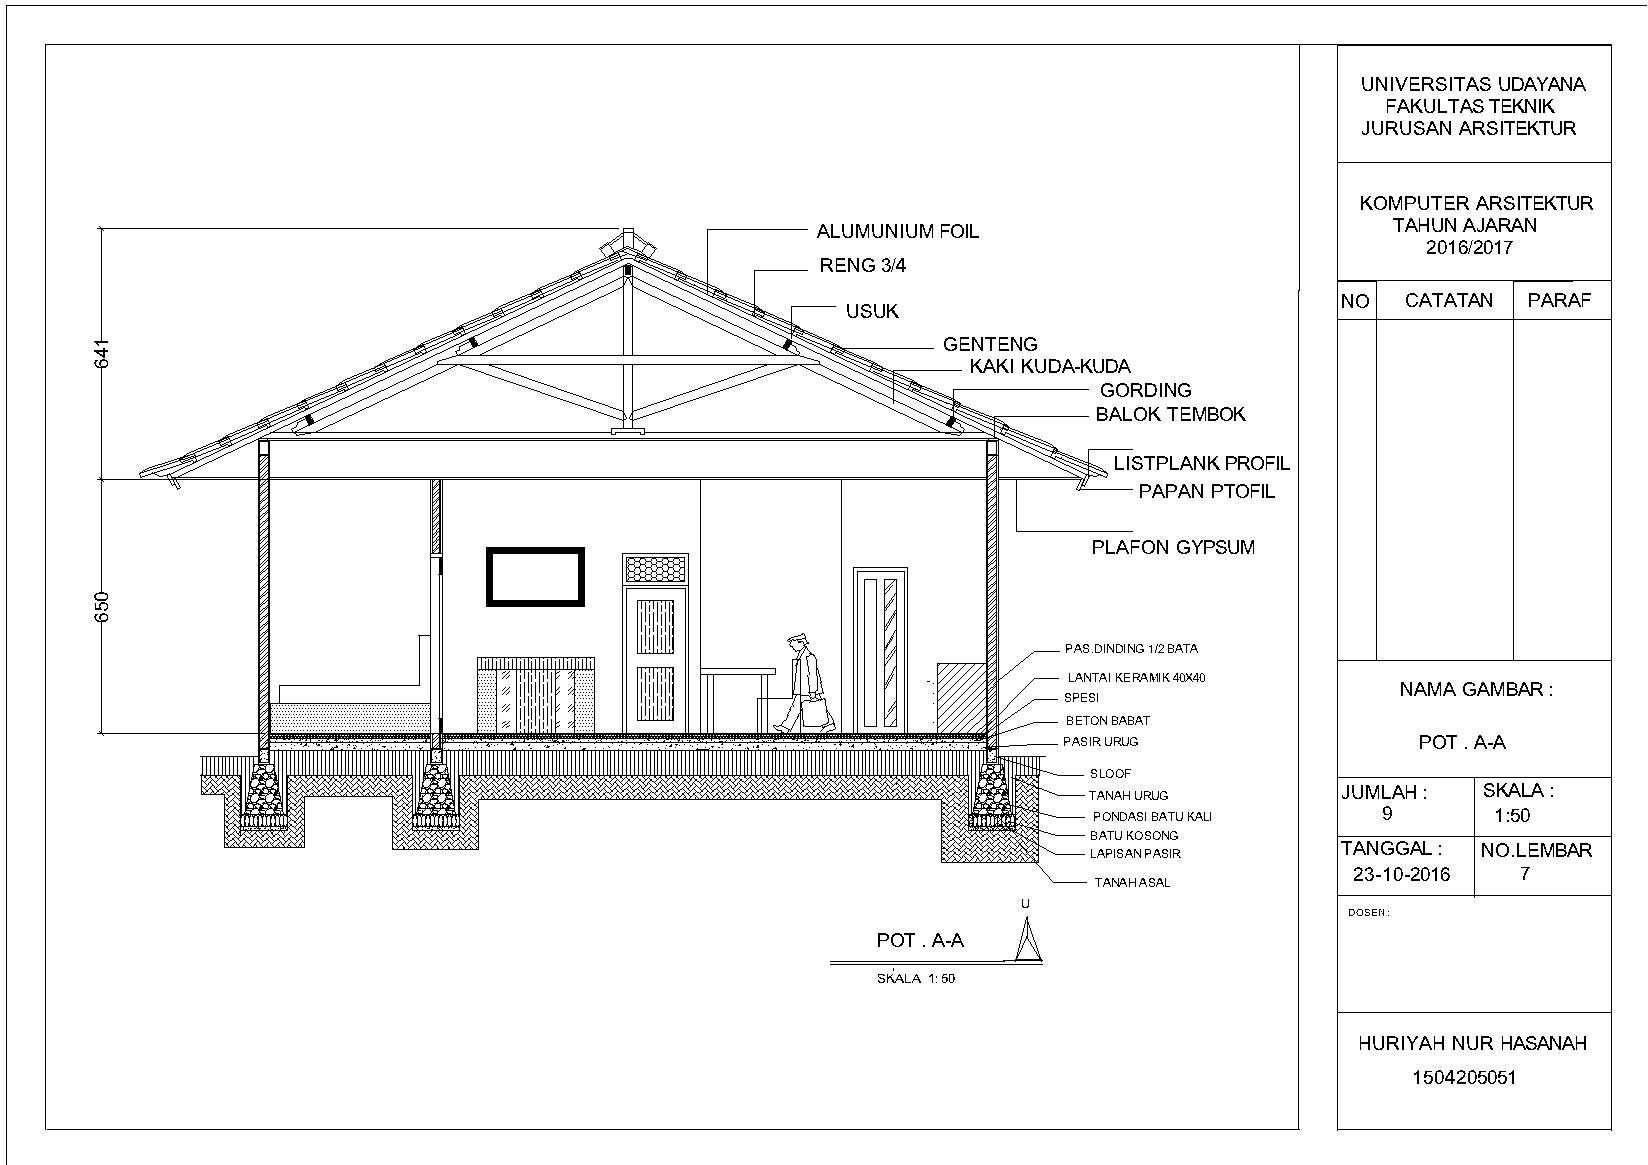 641
650
ALUMUNIUM FOIL
RENG 3/4
USUK
GENTENG
KAKI KUDA-KUDA
GORDING
BALOK TEMBOK
LISTPLANK PROFIL
PAPAN PTOFIL
PLAFON GYPSUM
PAS.DINDING 1/2 BATA
LANTAI KERAMIK 40X40
SPESI
BETON BABAT
PASIR URUG
SLOOF
TANAH URUG
PONDASI BATU KALI
BATU KOSONG
LAPISAN PASIR
TANAH ASAL
U
POT . A-A
SKALA 1:50
UNIVERSITAS UDAYANA
FAKULTAS TEKNIK
JURUSAN ARSITEKTUR
KOMPUTER ARSITEKTUR
TAHUN AJARAN
2016/2017
NO CATATAN PARAF
NAMA GAMBAR :
POT . A-A
JUMLAH : SKALA :
9 1:50
TANGGAL : NO.LEMBAR
23-10-2016 7
DOSEN :
HURIYAH NUR HASANAH
1504205051